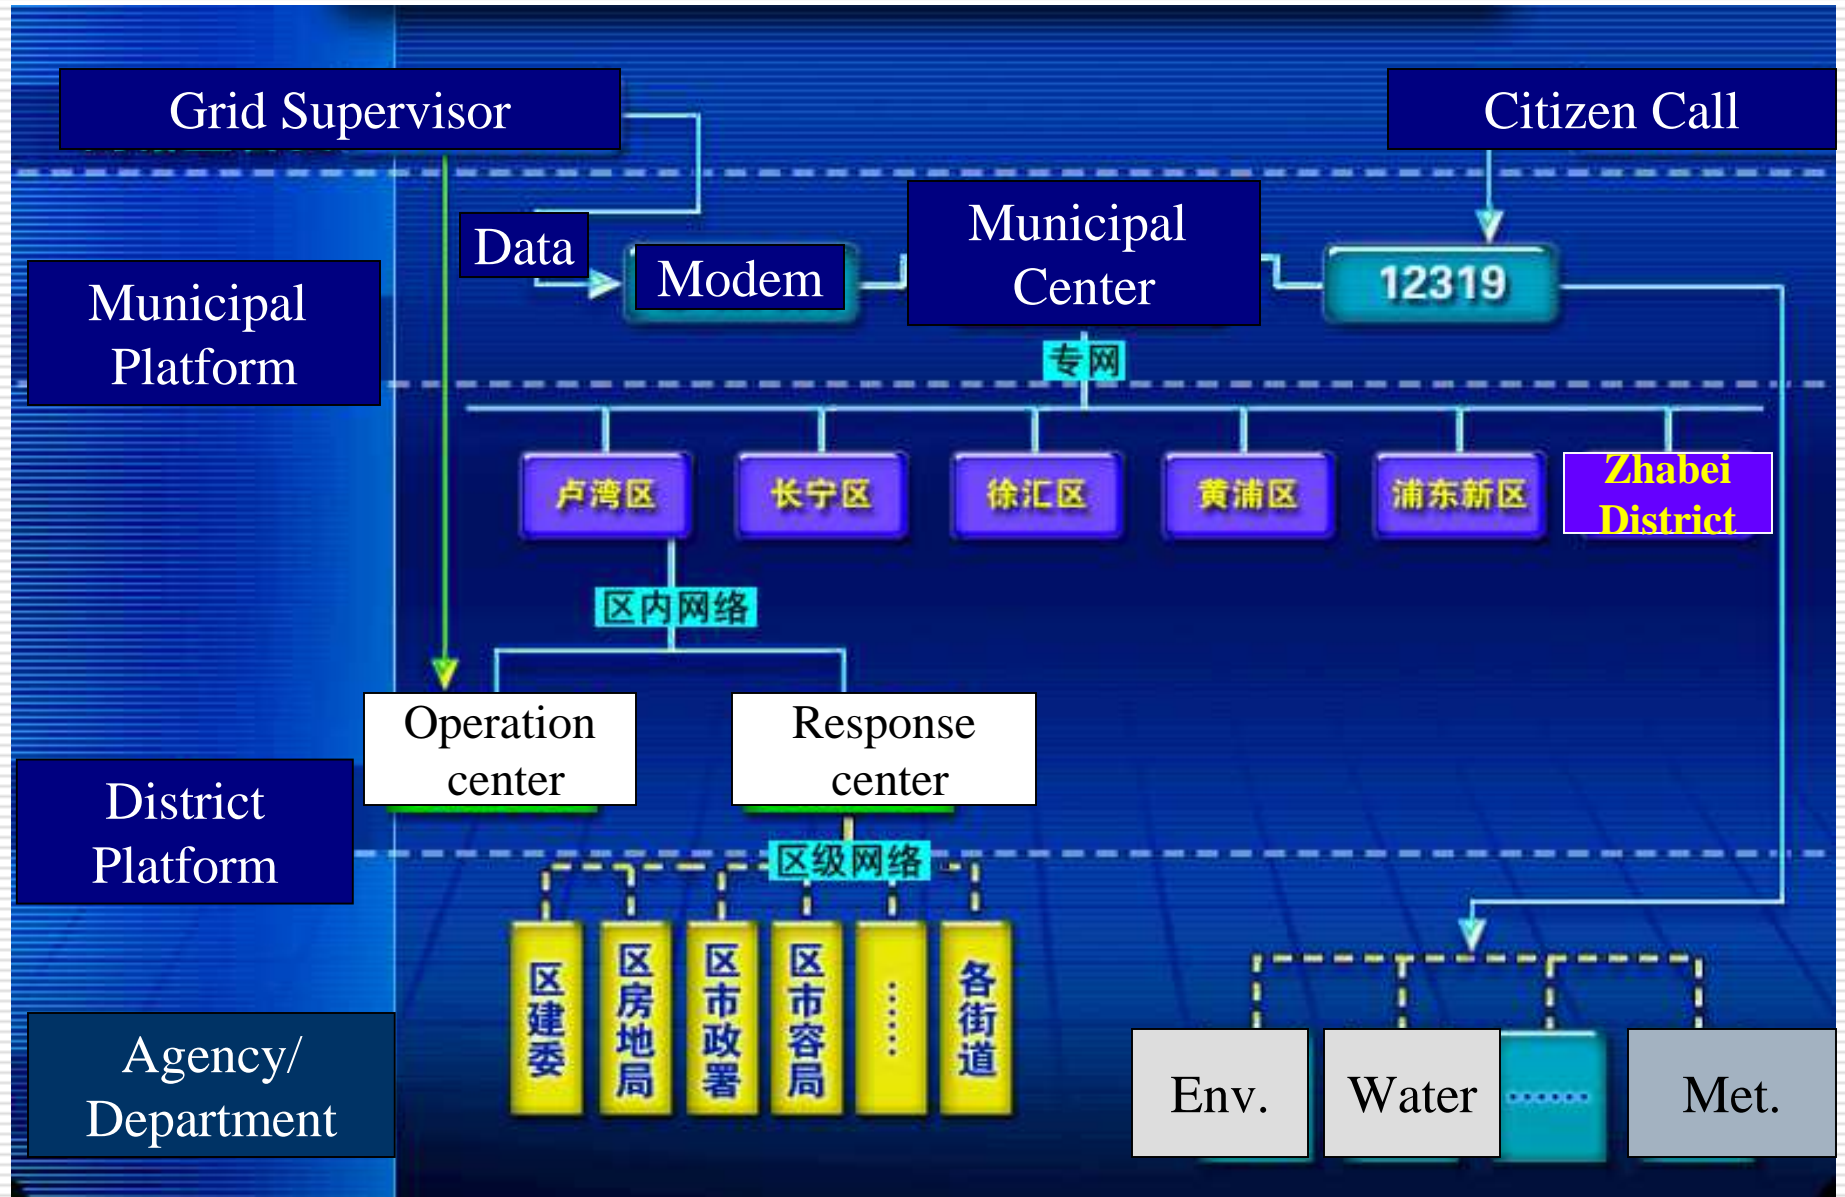 Grid Supervisor
Citizen Call
Data
Modem
Municipal
Center
12319
Municipal
Platform
专网
卢湾区
长宁区
徐汇区
黄浦区
浦东新区
Zhabei
District
区内网络
Operation
center
Response
center
District
Platform
区级网络
区建委
区房地局
区市政署
区市容局
......
各街道
Agency/
Department
Env.
Water
......
Met.